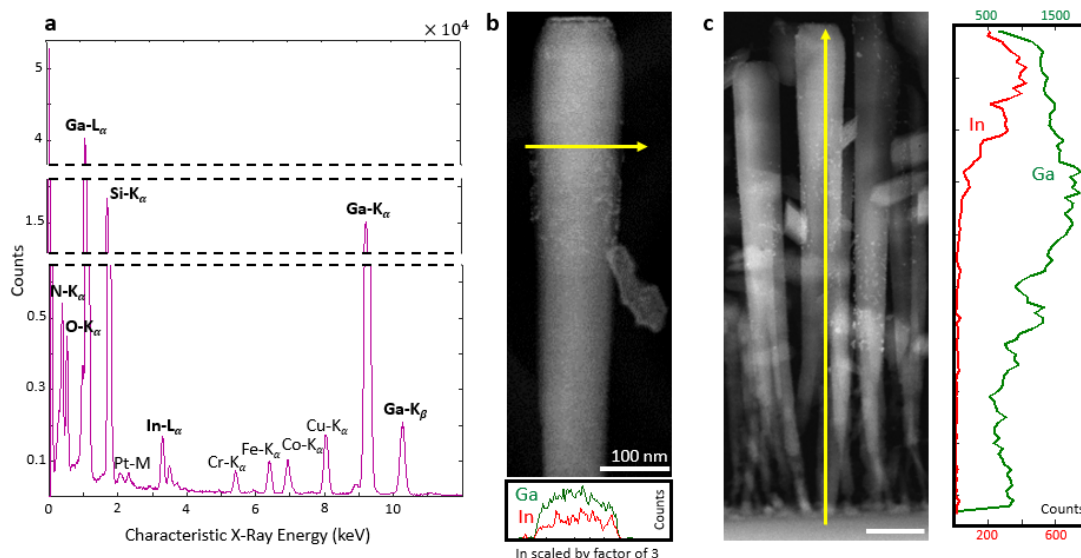 a
× 10⁴
5
4
1.5
0.5
0.3
0.1
Counts
Ga-Lα
Si-Kα
Ga-Kα
N-Kα
O-Kα
Pt-M
In-Lα
Cr-Kα
Fe-Kα
Co-Kα
Cu-Kα
Ga-Kβ
0
2
4
6
8
10
Characteristic X-Ray Energy (keV)
b
100 nm
Ga
In
Counts
In scaled by factor of 3
c
500
1500
In
Ga
Counts
200
600